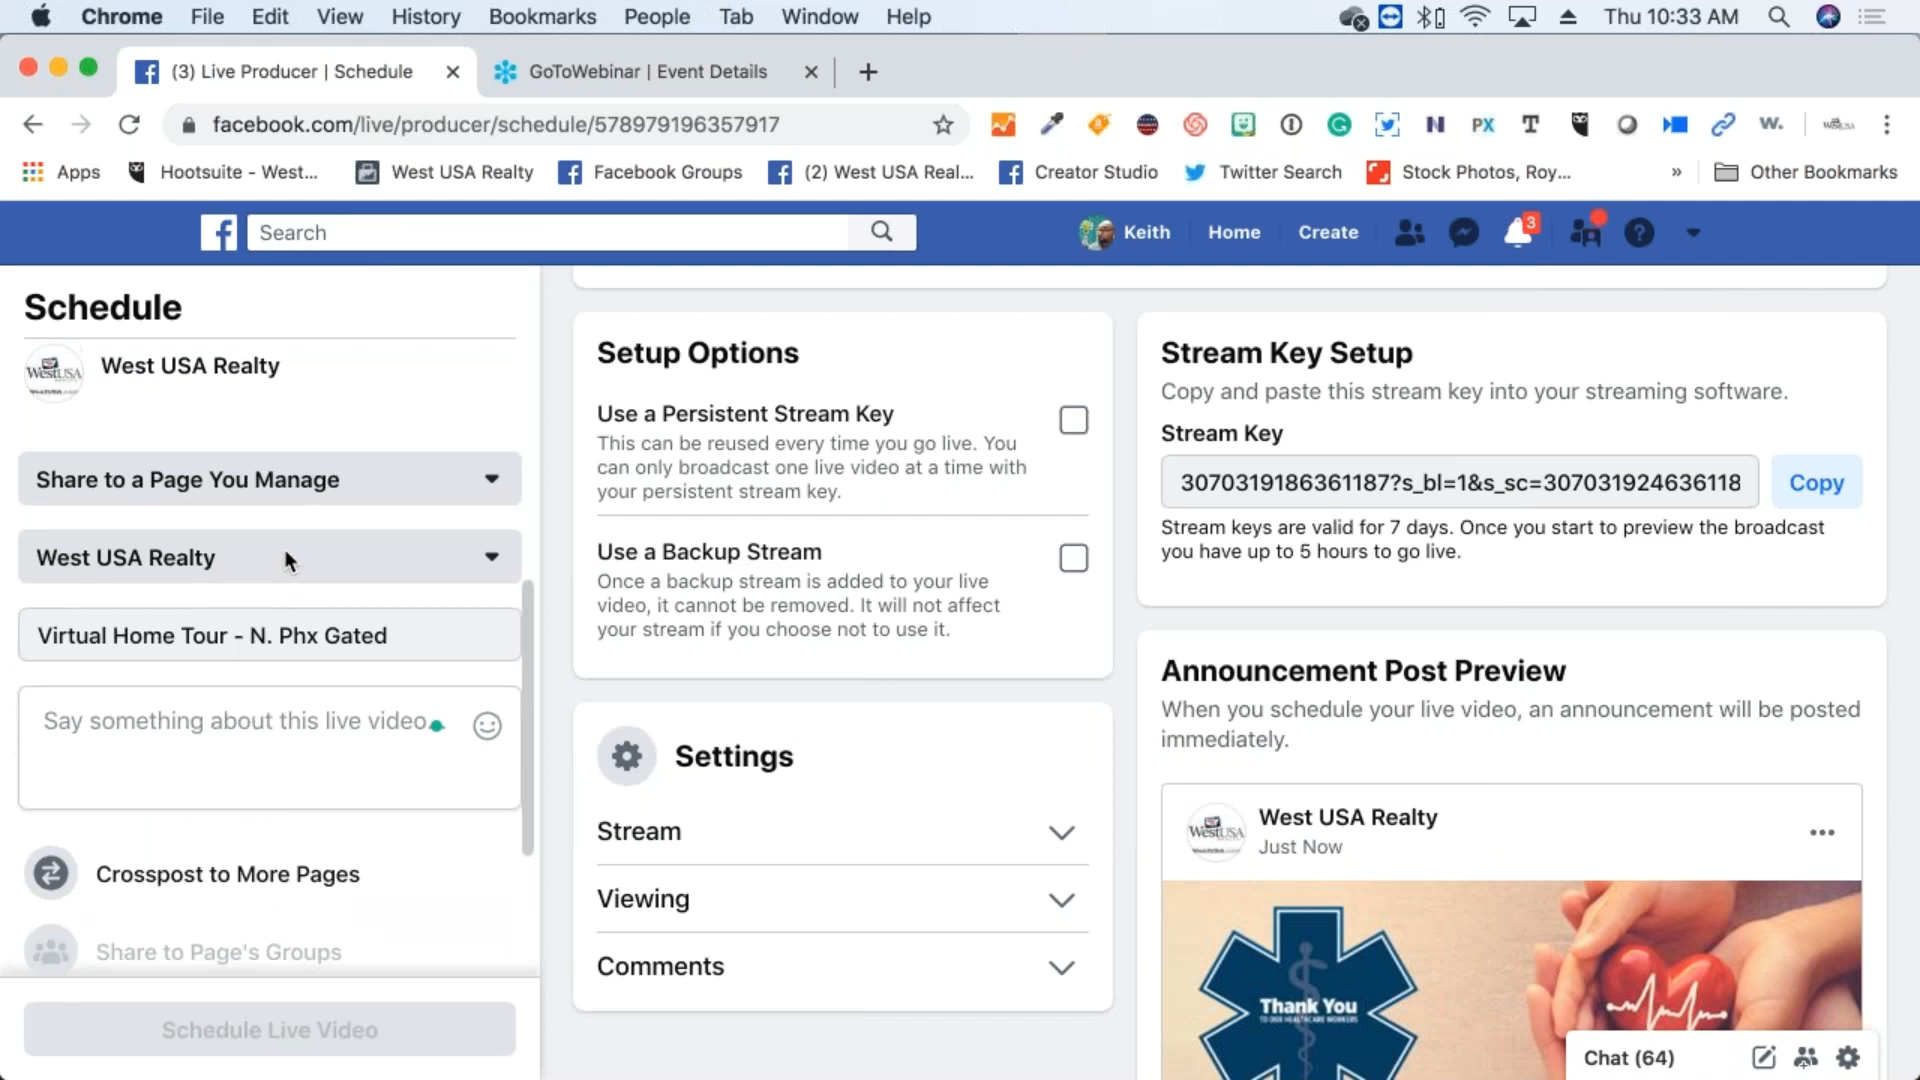 Chrome File Edit View History Bookmarks People Tab Window Help Thu 10:33 AM
(3) Live Producer | Schedule GoToWebinar | Event Details
facebook.com/live/producer/schedule/578979196357917
Apps Hootsuite - West... West USA Realty Facebook Groups (2) West USA Real... Creator Studio Twitter Search Stock Photos, Roy... » Other Bookmarks
Search Keith Home Create 3
Schedule
West USA Realty
Share to a Page You Manage
West USA Realty
Virtual Home Tour - N. Phx Gated
Say something about this live video
Crosspost to More Pages
Share to Page's Groups
Schedule Live Video
Setup Options
Use a Persistent Stream Key
This can be reused every time you go live. You
can only broadcast one live video at a time with
your persistent stream key.
Use a Backup Stream
Once a backup stream is added to your live
video, it cannot be removed. It will not affect
your stream if you choose not to use it.
Settings
Stream
Viewing
Comments
Stream Key Setup
Copy and paste this stream key into your streaming software.
Stream Key
3070319186361187?s_bl=1&s_sc=307031924636118
Copy
Stream keys are valid for 7 days. Once you start to preview the broadcast
you have up to 5 hours to go live.
Announcement Post Preview
When you schedule your live video, an announcement will be posted
immediately.
West USA Realty
Just Now
Thank You
TO OUR HEALTHCARE WORKERS
Chat (64)